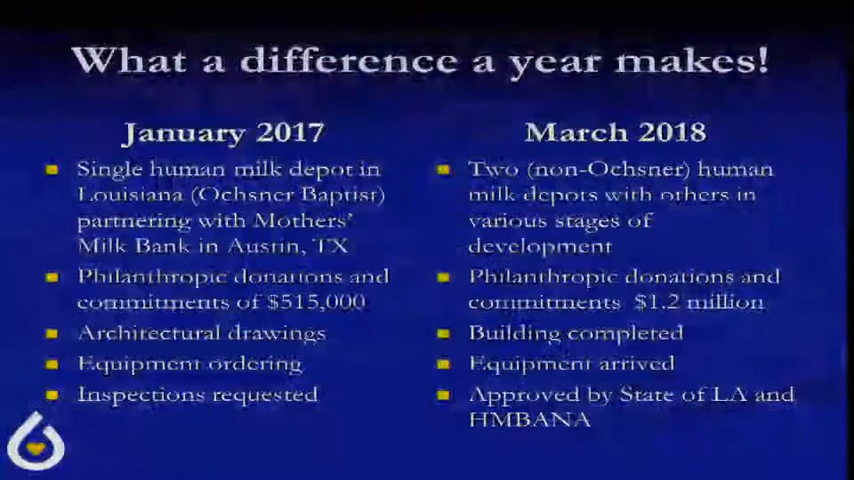 What a difference a year makes!
January 2017
Single human milk depot in
Louisiana (Ochsner Baptist)
partnering with Mothers'
Milk Bank in Austin, TX
Philanthropic donations and
commitments of $515,000
Architectural drawings
Equipment ordering
Inspections requested
March 2018
Two (non-Ochsner) human
milk depots with others in
various stages of
development
Philanthropic donations and
commitments $1.2 million
Building completed
Equipment arrived
Approved by State of LA and
HMBANA